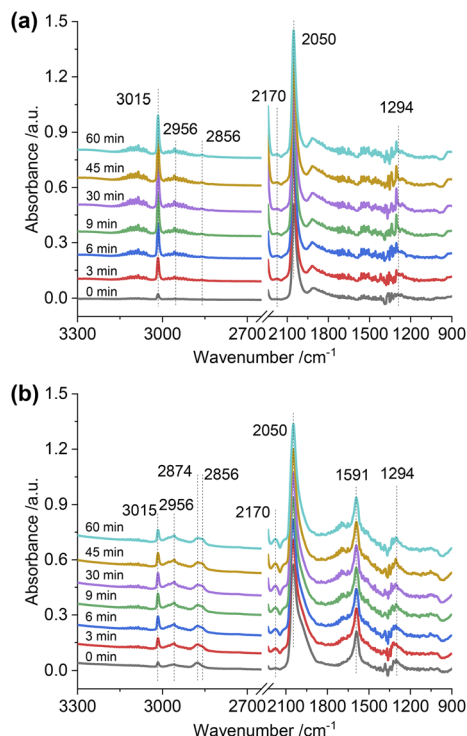 (a)
1.5
1.2
0.9
0.6
0.3
0.0
Absorbance /a.u.
2050
3015
2170
2956
2856
1294
60 min
45 min
30 min
9 min
6 min
3 min
0 min
3300
3000
2700
2100
1800
1500
1200
900
Wavenumber /cm⁻¹
(b)
1.5
1.2
0.9
0.6
0.3
0.0
Absorbance /a.u.
2050
2874
2856
1591
3015
2956
2170
1294
60 min
45 min
30 min
9 min
6 min
3 min
0 min
3300
3000
2700
2100
1800
1500
1200
900
Wavenumber /cm⁻¹